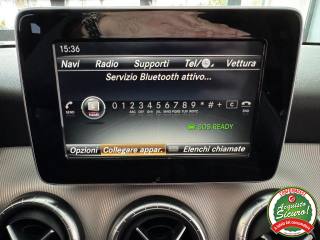 15:36
Navi Radio Supporti Tel/ Vettura
Servizio Bluetooth attivo...
0 1 2 3 4 5 6 7 8 9 * # + C
SOS READY
Opzioni Collegare appar. Elenchi chiamate
Acquisto
Sicuro!